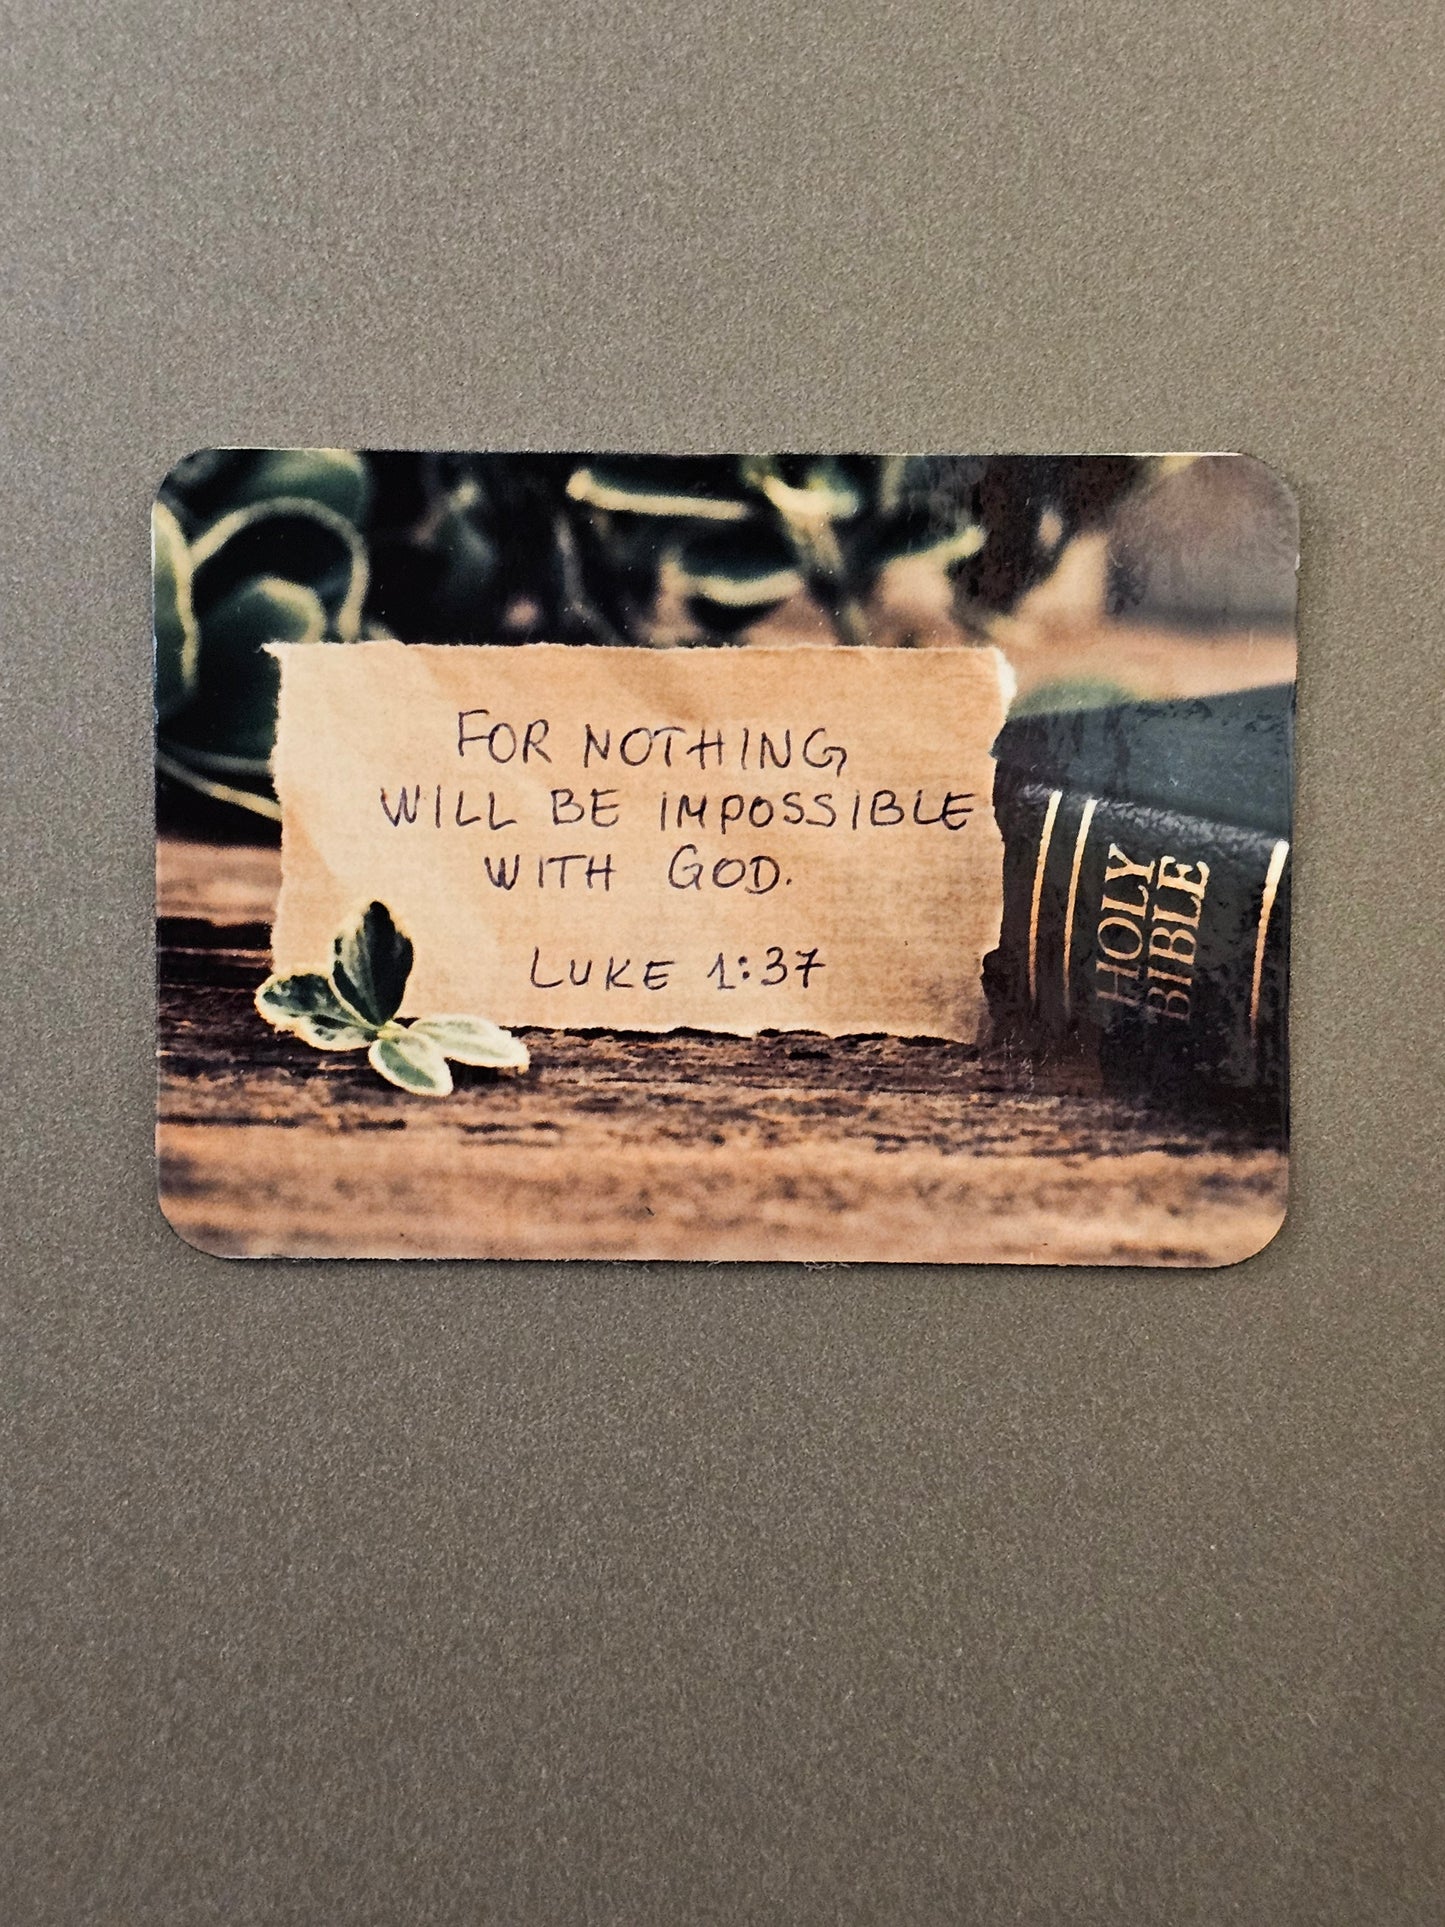 FOR NOTHING
WILL BE IMPOSSIBLE
WITH GOD.
LUKE 1:37
HOLY
BIBLE